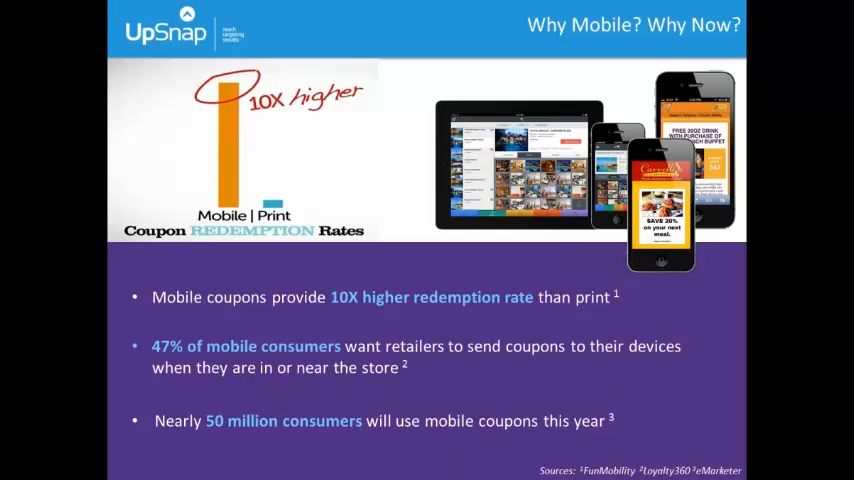 UpSnap
reach
targeting
results
Why Mobile? Why Now?
10X higher
Mobile | Print
Coupon REDEMPTION Rates
FREE 20OZ DRINK
WITH PURCHASE OF
SAVE 20%
on your next
meal.
• Mobile coupons provide 10X higher redemption rate than print 1
• 47% of mobile consumers want retailers to send coupons to their devices
when they are in or near the store 2
• Nearly 50 million consumers will use mobile coupons this year 3
Sources: 1FunMobility 2Loyalty360 3eMarketer